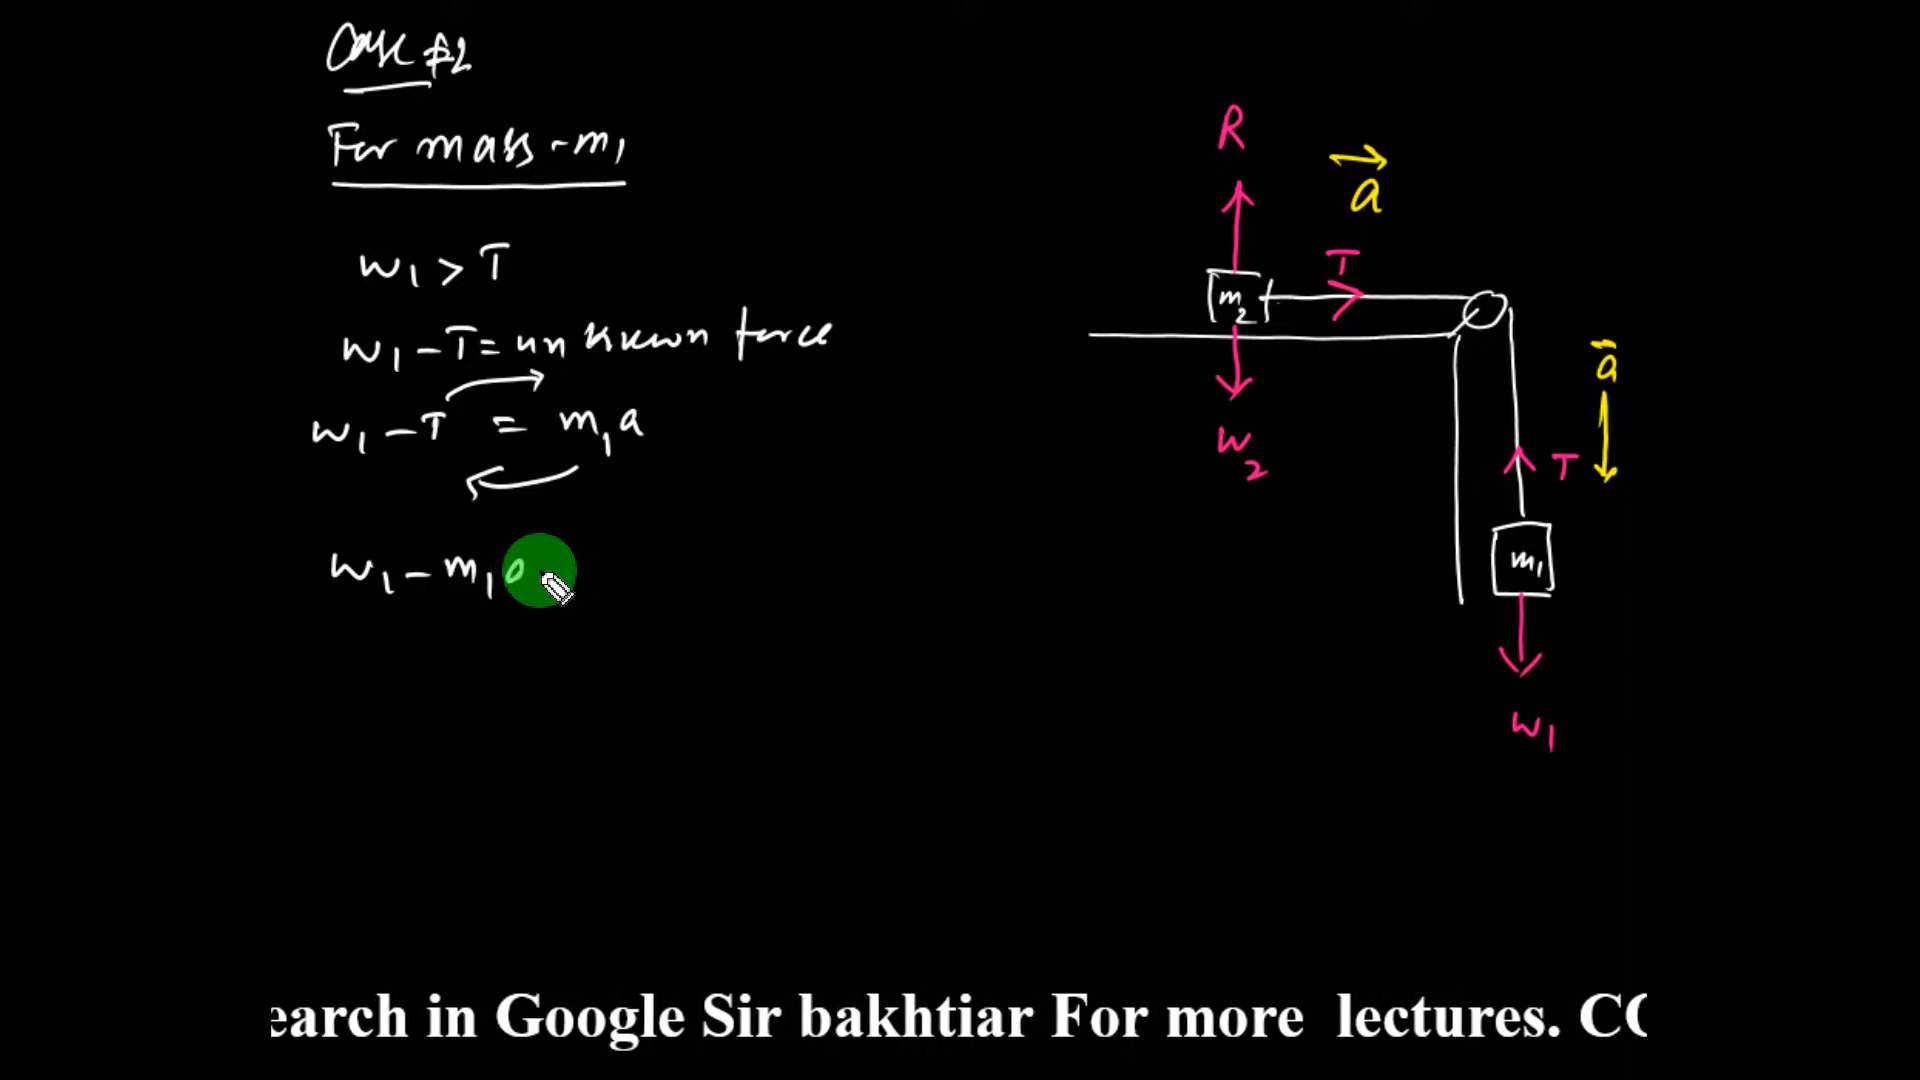 Case #2
For mass - m1
w1 > T
w1 - T = unknown force
w1 - T = m1a
w1 - m1a
R
a
T
m2
w2
a
T
m1
w1
earch in Google Sir bakhtiar For more lectures. CO